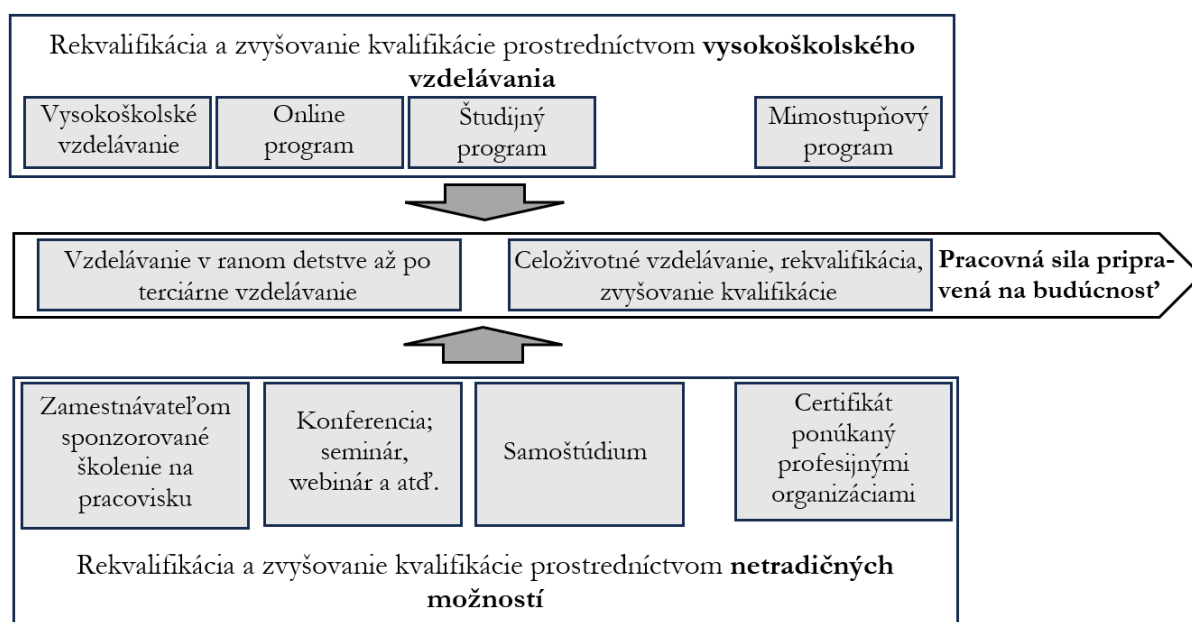 Rekvalifikácia a zvyšovanie kvalifikácie prostredníctvom vysokoškolského
vzdelávania
Vysokoškolské
vzdelávanie
Online
program
Študijný
program
Mimostupňový
program
Vzdelávanie v ranom detstve až po
terciárne vzdelávanie
Celoživotné vzdelávanie, rekvalifikácia,
zvyšovanie kvalifikácie
Pracovná sila pripra-
vená na budúcnosť
Zamestnávateľom
sponzorované
školenie na
pracovisku
Konferencia;
seminár,
webinár a atď.
Samoštúdium
Certifikát
ponúkaný
profesijnými
organizáciami
Rekvalifikácia a zvyšovanie kvalifikácie prostredníctvom netradičných
možností